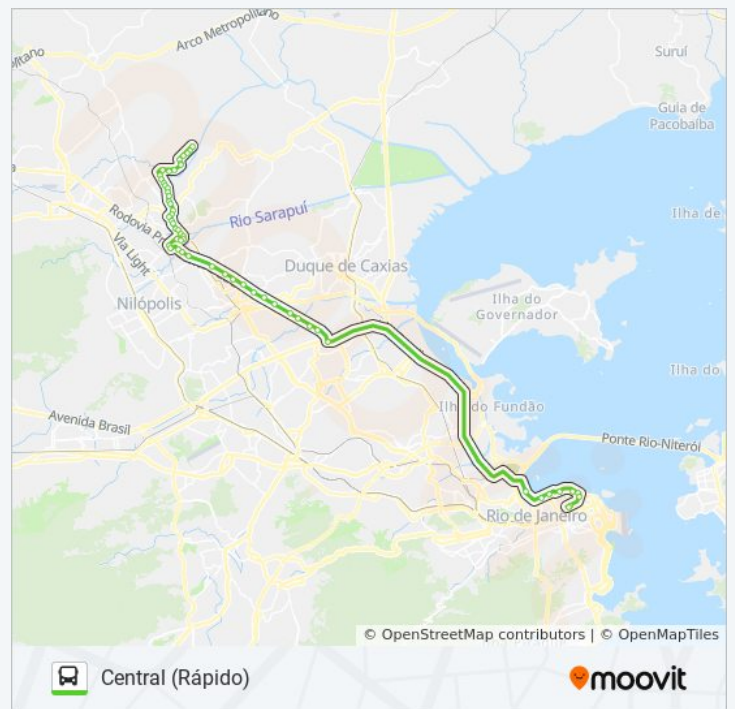 Arco Metropolitano
olitano
Suruí
Guia de
Pacobaíba
Rio Sarapuí
Ilha de
Rodovia P
Via Light
Duque de Caxias
Nilópolis
Ilha do
Governador
Ilha do
Ilha do Fundão
Avenida Brasil
Ponte Rio-Niterói
Rio de Janeiro
© OpenStreetMap contributors | © OpenMapTiles
Central (Rápido)
moovit